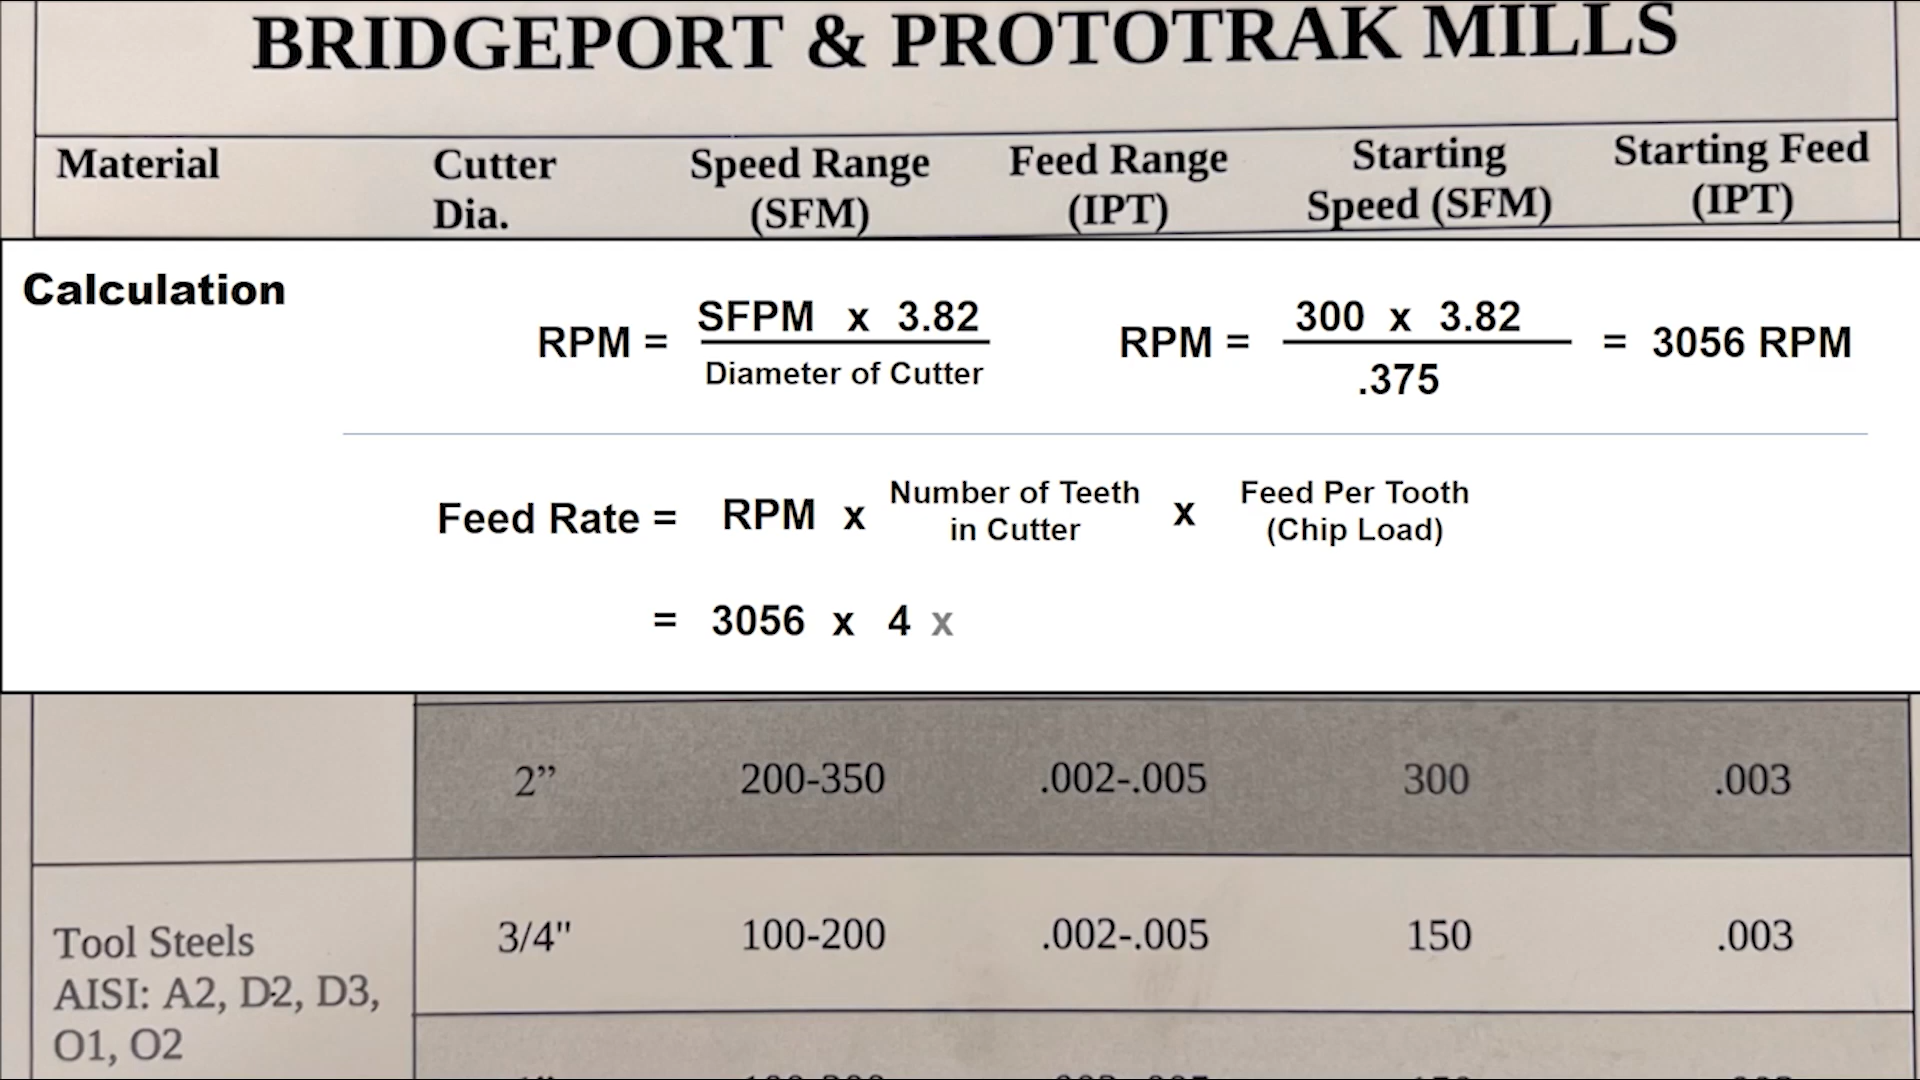 BRIDGEPORT & PROTOTRAK MILLS
Material Cutter Dia. Speed Range (SFM) Feed Range (IPT) Starting Speed (SFM) Starting Feed (IPT)
Calculation
RPM = SFPM x 3.82
Diameter of Cutter
RPM = 300 x 3.82
.375
= 3056 RPM
Feed Rate = RPM x Number of Teeth in Cutter x Feed Per Tooth (Chip Load)
= 3056 x 4 x
2” 200-350 .002-.005 300 .003
Tool Steels
AISI: A2, D2, D3,
O1, O2
3/4" 100-200 .002-.005 150 .003